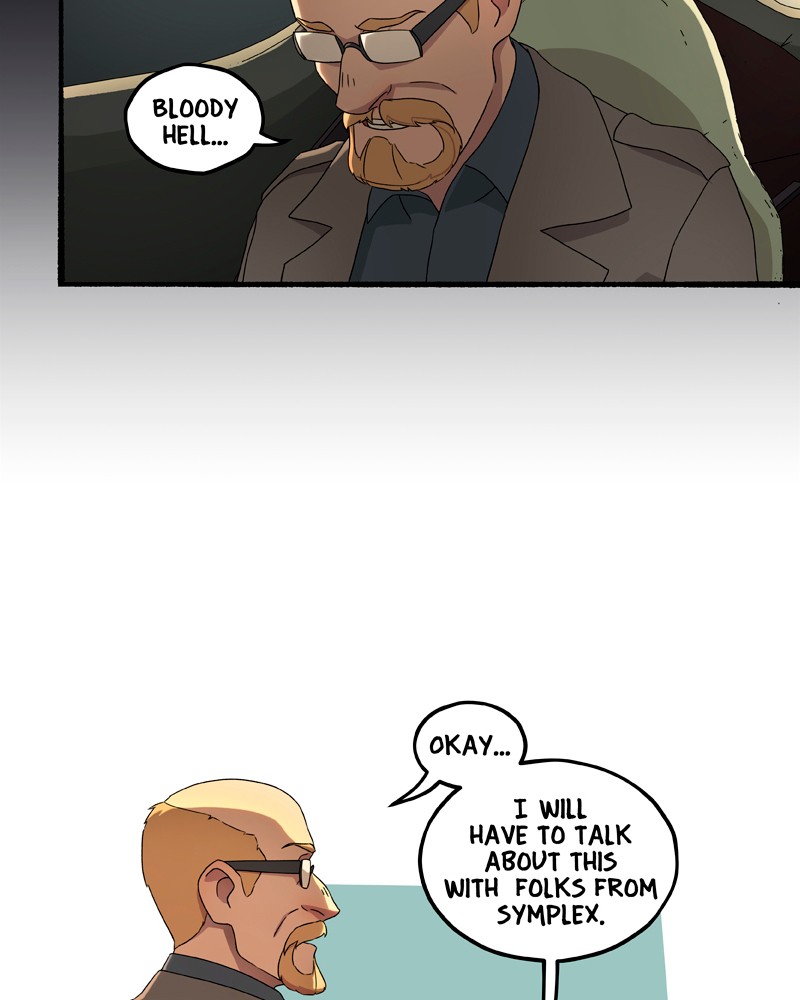 BLOODY
HELL...
OKAY...
I WILL
HAVE TO TALK
ABOUT THIS
WITH FOLKS FROM
SYMPLEX.